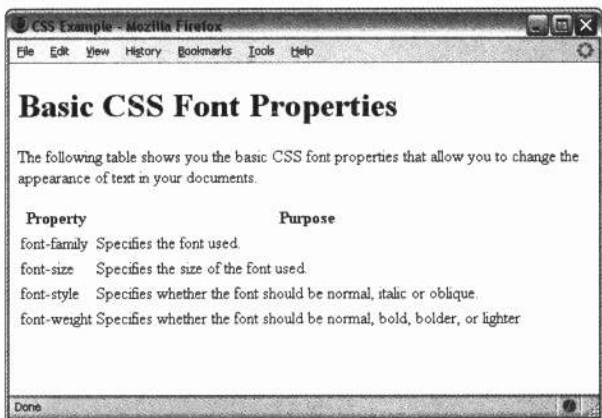 CSS Example - Mozilla Firefox
File Edit View History Bookmarks Tools Help
Basic CSS Font Properties
The following table shows you the basic CSS font properties that allow you to change the
appearance of text in your documents.
Property Purpose
font-family Specifies the font used.
font-size Specifies the size of the font used.
font-style Specifies whether the font should be normal, italic or oblique.
font-weight Specifies whether the font should be normal, bold, bolder, or lighter
Done